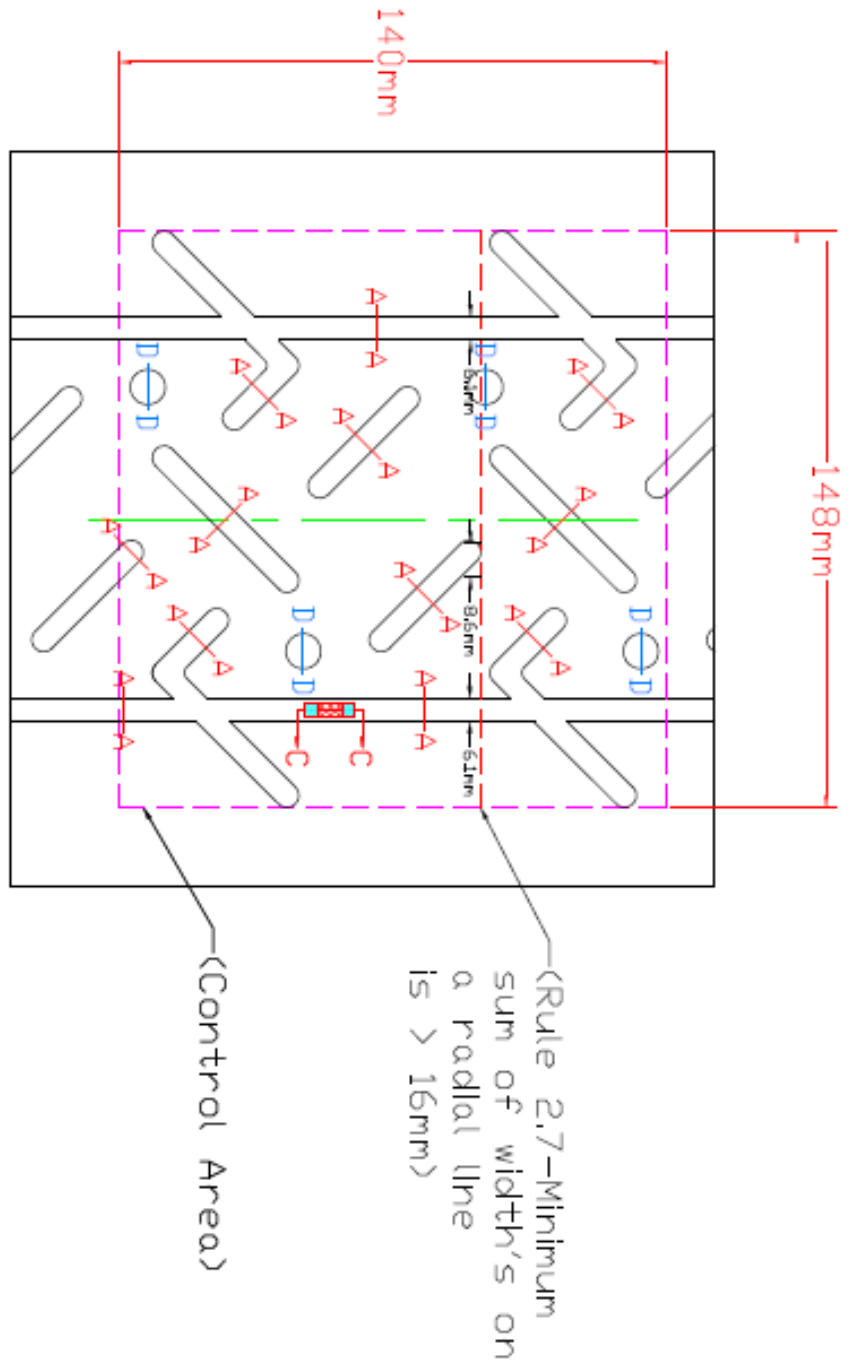 148mm
(Rule 2.7-Minimum
sum of width's on
a radial line
is > 16mm)
D D
A A
A A
A A
D D
6.1mm 8.6mm 6.1mm
A A
A A
140mm
A A
A A
C C
D D
A A
A A
A A
(Control Area)
D D
A A
A A